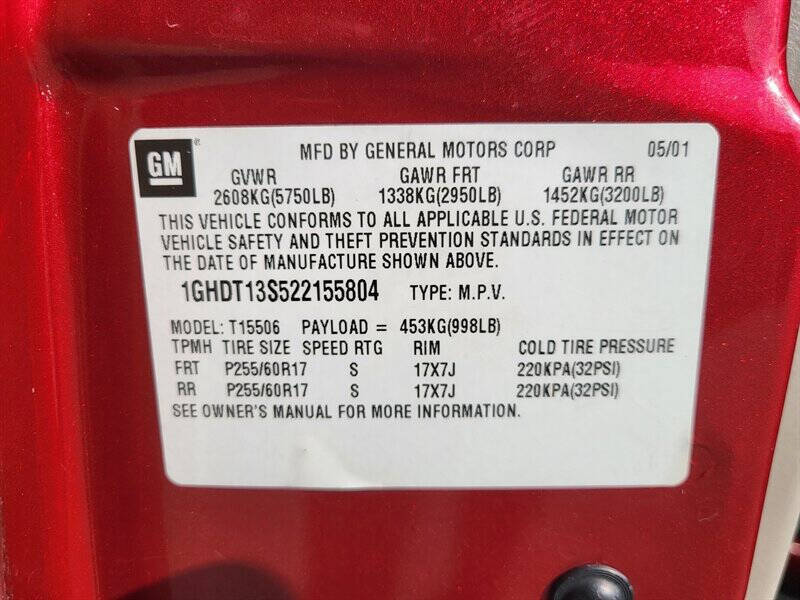 GM® MFD BY GENERAL MOTORS CORP 05/01
GVWR GAWR FRT GAWR RR
2608KG(5750LB) 1338KG(2950LB) 1452KG(3200LB)
THIS VEHICLE CONFORMS TO ALL APPLICABLE U.S. FEDERAL MOTOR
VEHICLE SAFETY AND THEFT PREVENTION STANDARDS IN EFFECT ON
THE DATE OF MANUFACTURE SHOWN ABOVE.
1GHDT13S522155804 TYPE: M.P.V.
MODEL: T15506 PAYLOAD = 453KG(998LB)
TPMH TIRE SIZE SPEED RTG RIM COLD TIRE PRESSURE
FRT P255/60R17 S 17X7J 220KPA(32PSI)
RR P255/60R17 S 17X7J 220KPA(32PSI)
SEE OWNER'S MANUAL FOR MORE INFORMATION.